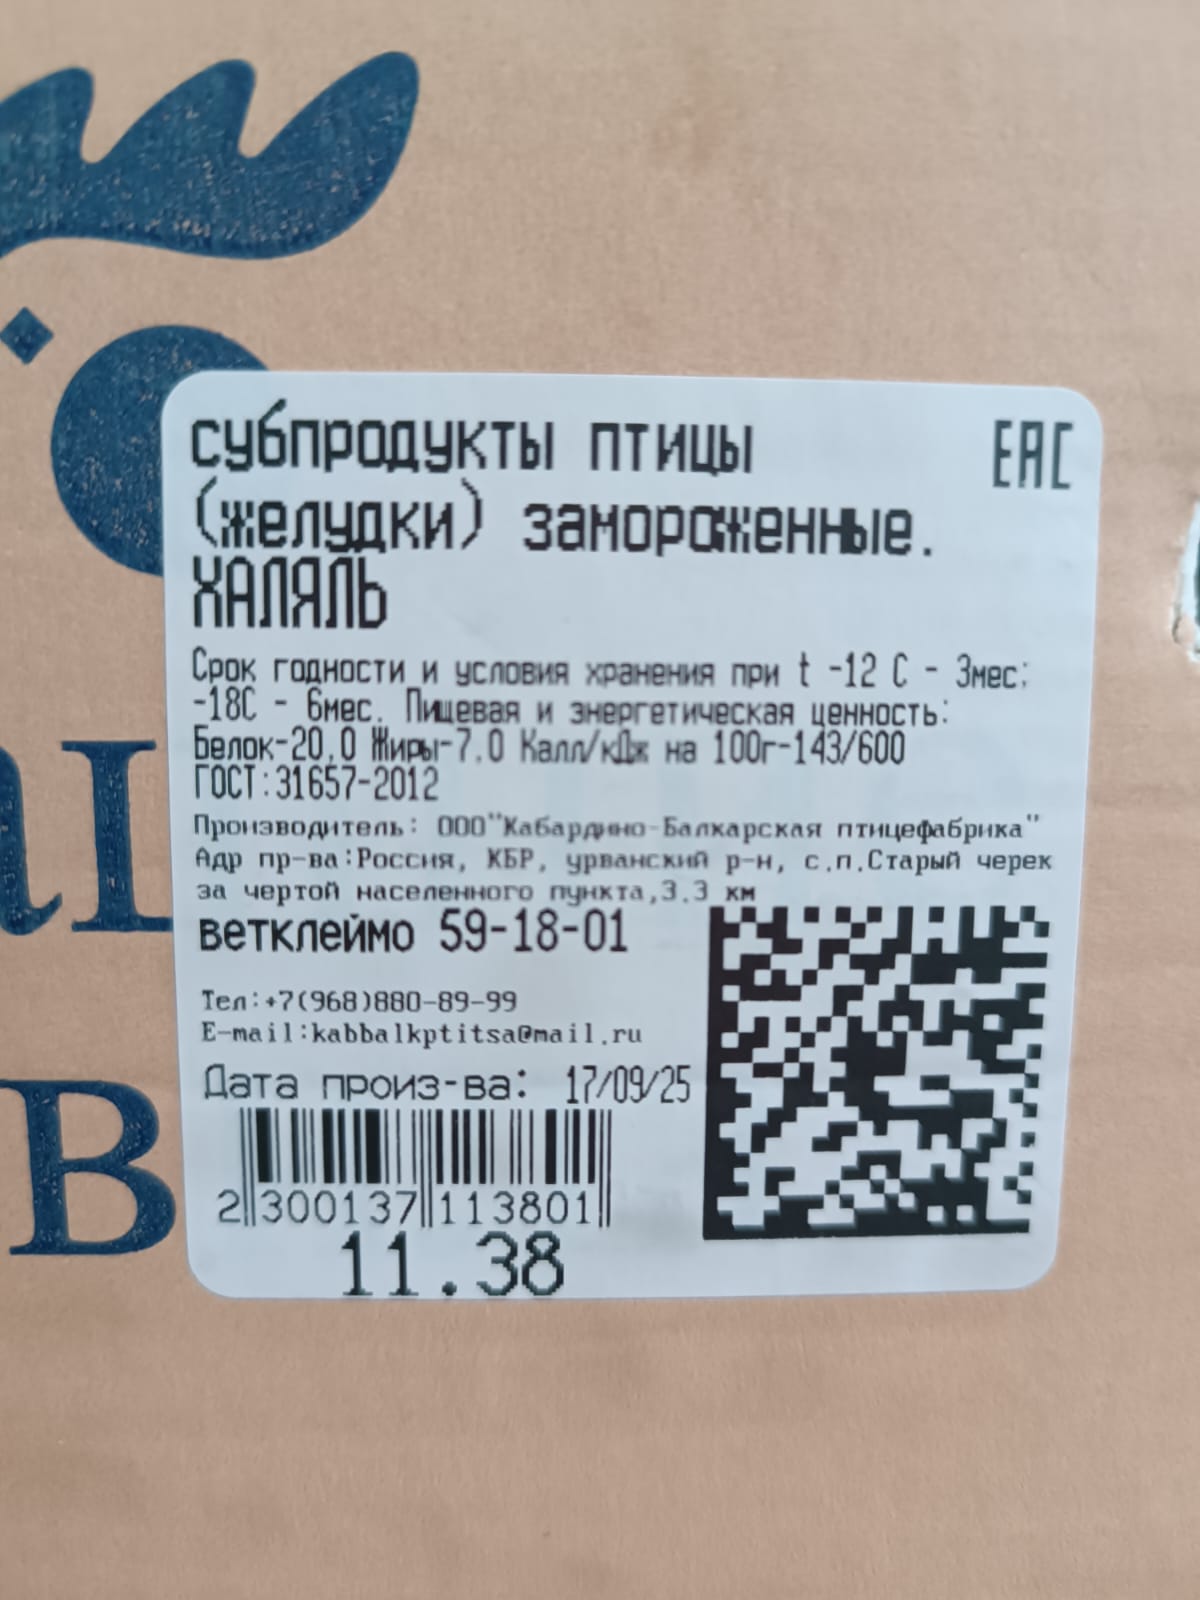 субпродукты птицы
EAC
(желудки) замороженные.
ХАЛЯЛЬ
Срок годности и условия хранения при t -12 С - 3мес;
-18С - 6мес. Пищевая и энергетическая ценность:
Белок-20,0 Жиры-7,0 Калл/кДж на 100г-143/600
ГОСТ:31657-2012
Производитель: ООО"Кабардино-Балкарская птицефабрика"
Адр пр-ва:Россия, КБР, урванский р-н, с.п.Старый черек
за чертой населенного пункта,3.3 км
ветклеймо 59-18-01
Тел:+7(968)880-89-99
E-mail:kabbalkptitsa@mail.ru
Дата произ-ва: 17/09/25
2 300137 113801
11.38
B